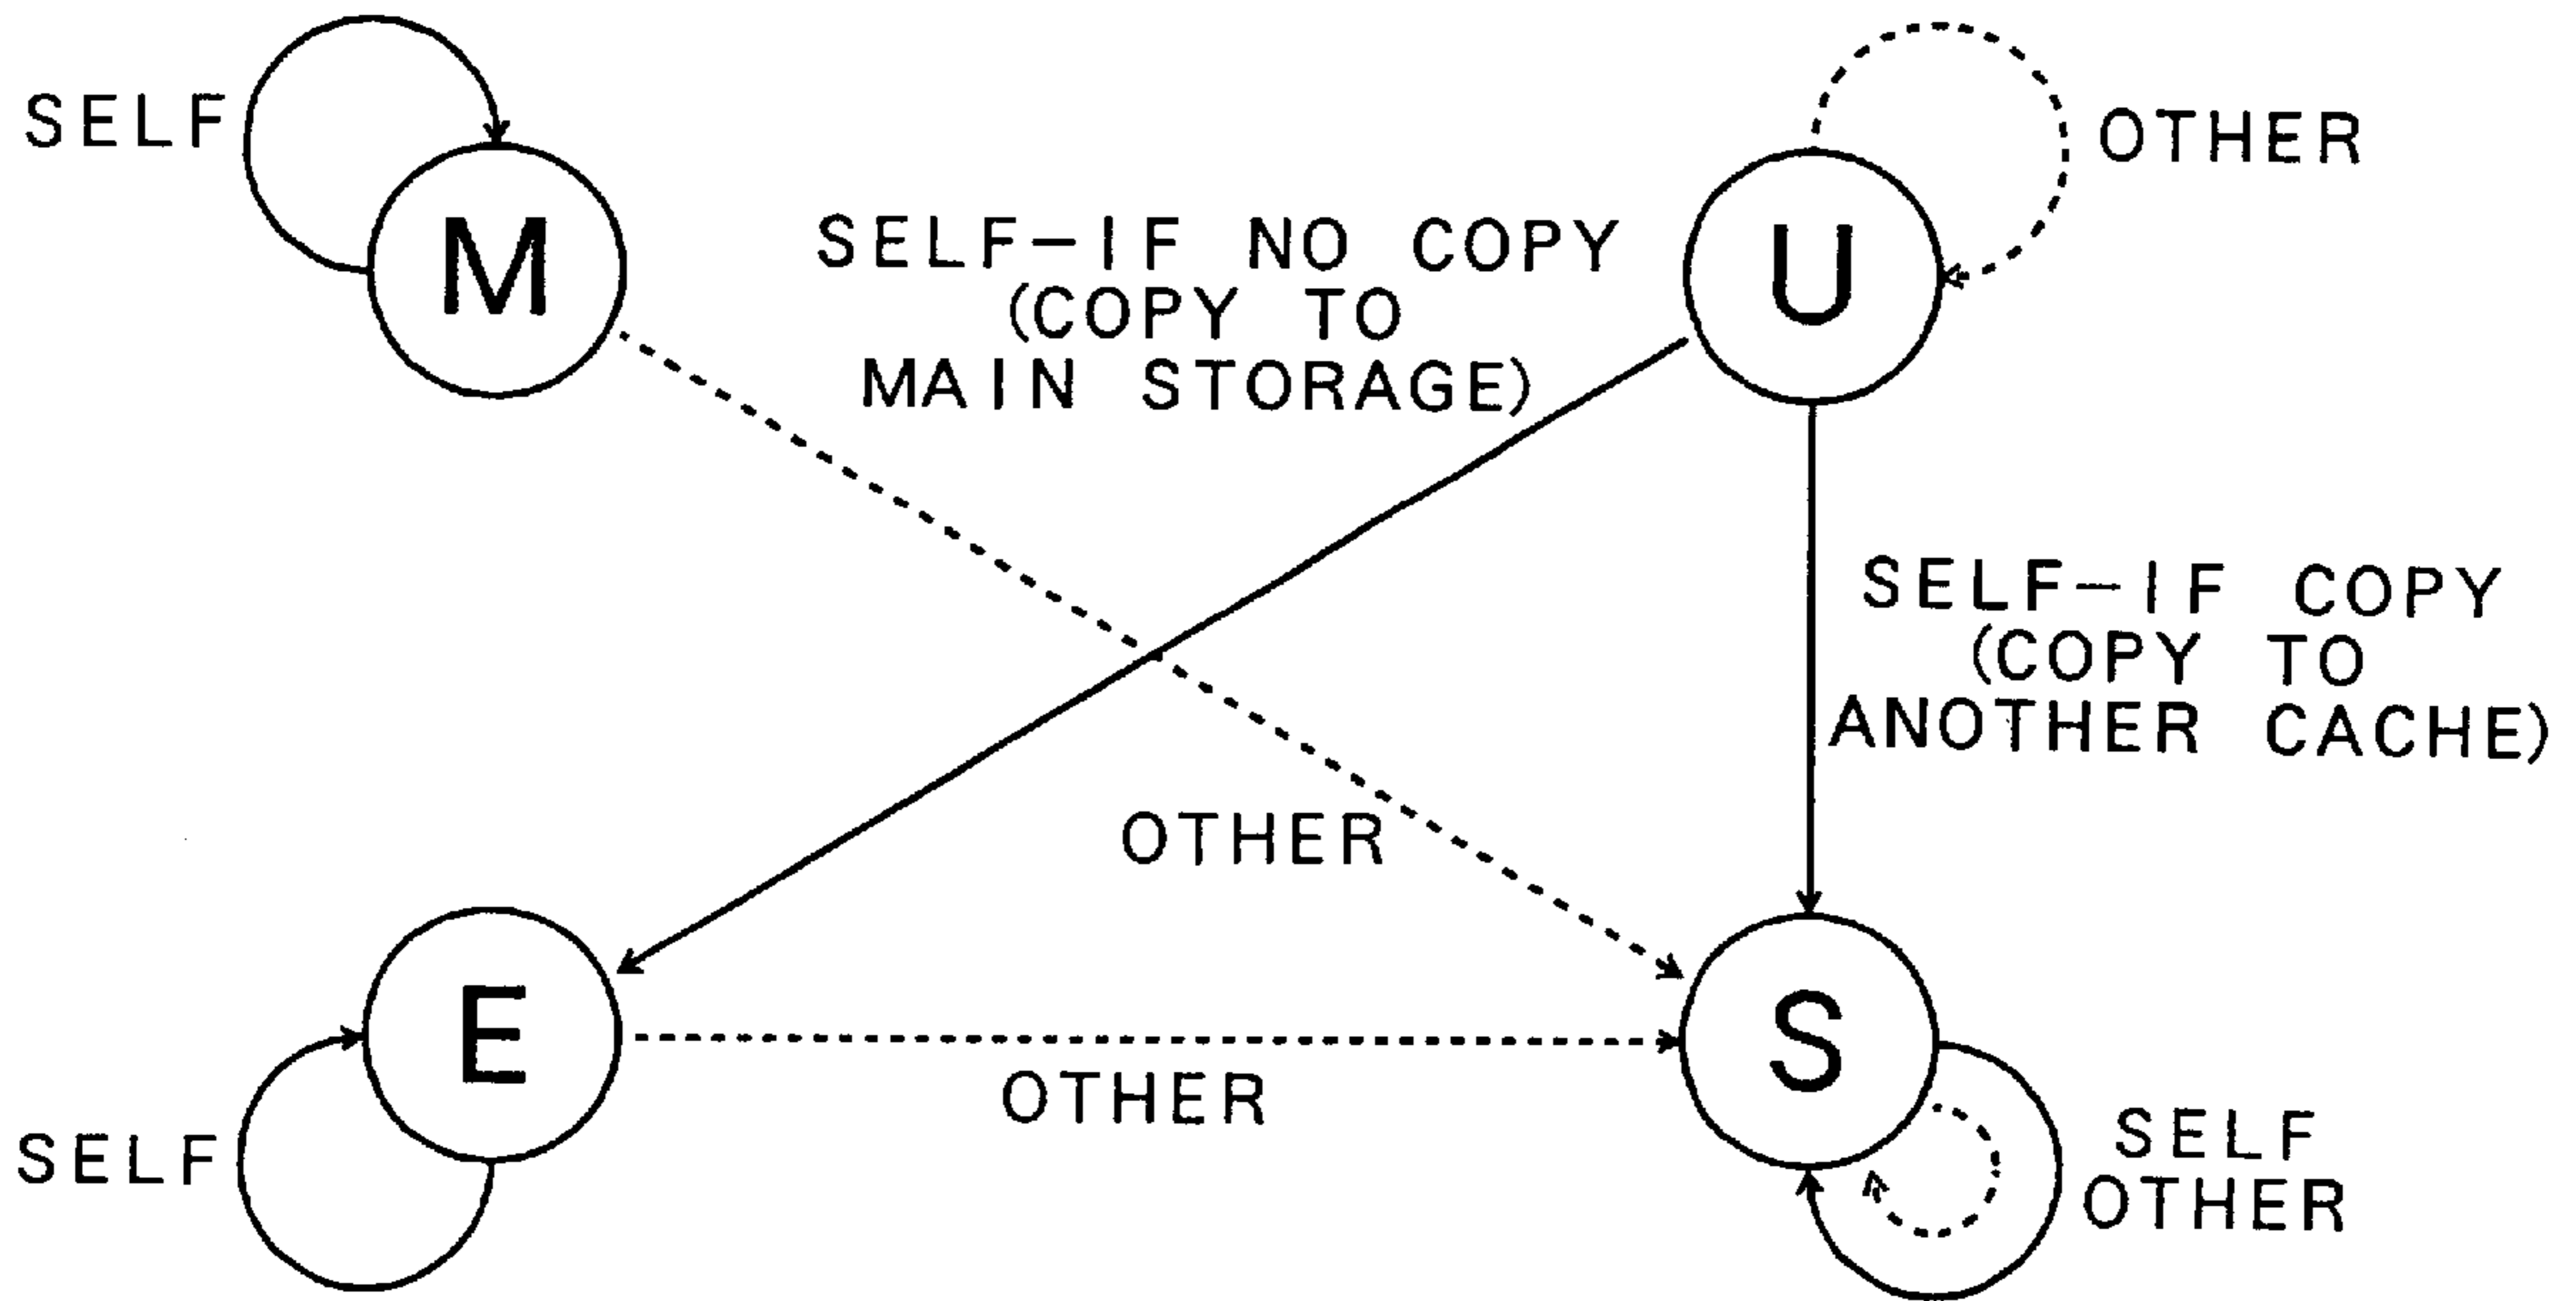 SELF
M
SELF-IF NO COPY
(COPY TO
MAIN STORAGE)
U
OTHER
SELF-IF COPY
(COPY TO
ANOTHER CACHE)
OTHER
E
SELF
OTHER
S
SELF
OTHER